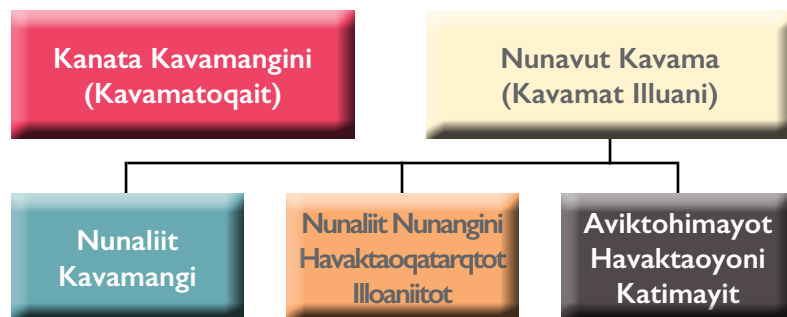 Kanata Kavamangini
(Kavamatoqait)
Nunavut Kavama
(Kavamat Illuani)
Nunaliit
Kavamangi
Nunaliit Nunangini
Havaktaoqatarqtot
Illoaniitot
Aviktohimayot
Havaktaoyoni
Katimayit